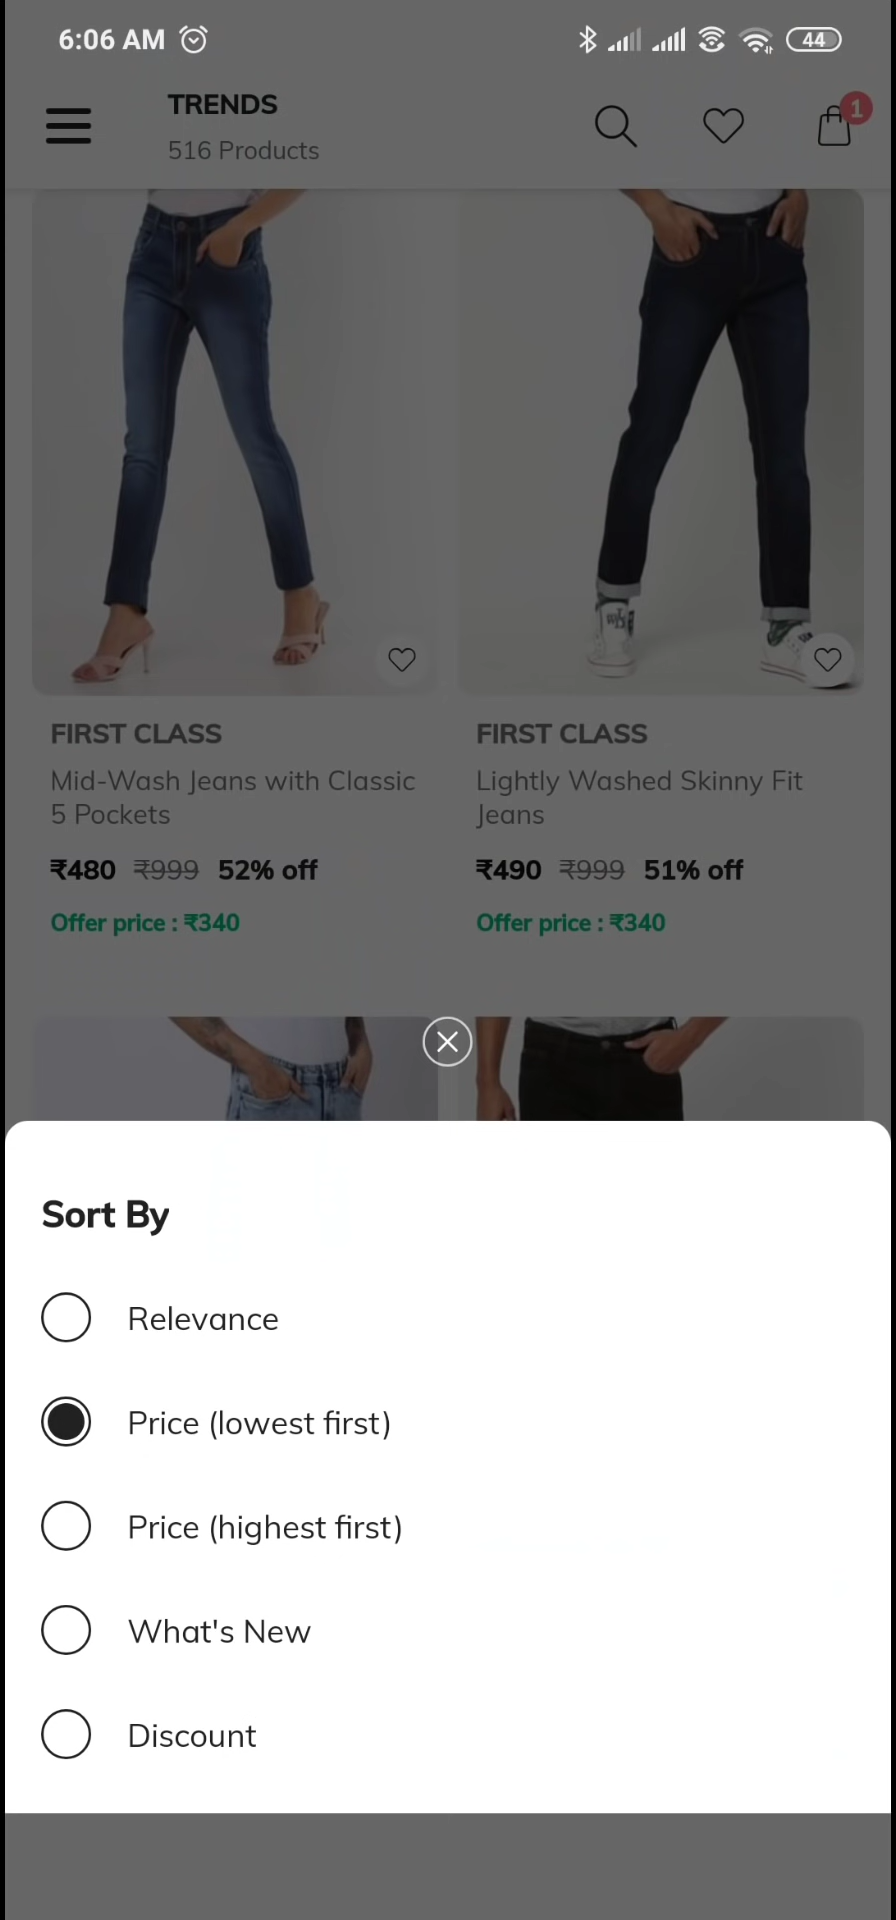 6:06 AM
44
TRENDS
516 Products
1
FIRST CLASS
Mid-Wash Jeans with Classic
5 Pockets
₹480 ₹999 52% off
Offer price : ₹340
FIRST CLASS
Lightly Washed Skinny Fit
Jeans
₹490 ₹999 51% off
Offer price : ₹340
Sort By
Relevance
Price (lowest first)
Price (highest first)
What's New
Discount